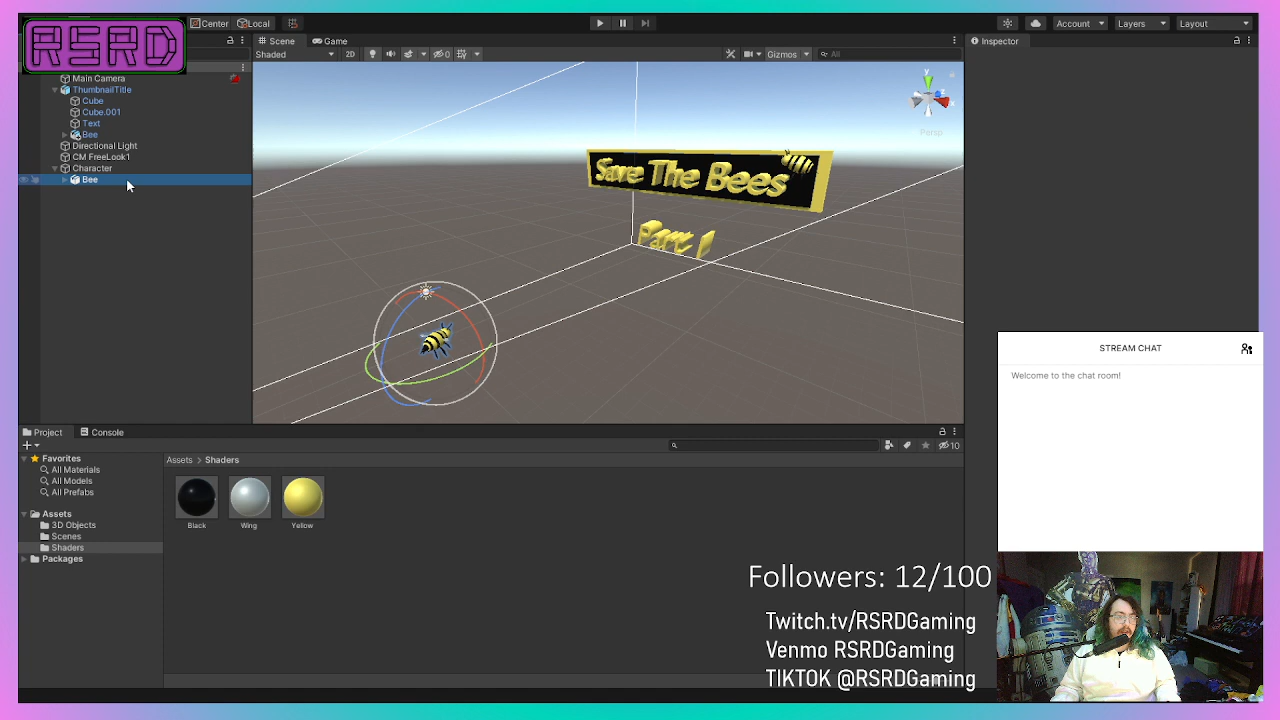 RSRD
Center
Local
Account
Layers
Layout
Scene
Game
Inspector
Shaded
2D
0
Gizmos
All
Main Camera
ThumbnailTitle
Cube
Cube.001
Text
Bee
Directional Light
CM FreeLook1
Character
Bee
y
x
Persp
Save The Bees
Part 1
STREAM CHAT
Welcome to the chat room!
Project
Console
10
Favorites
All Materials
All Models
All Prefabs
Assets
3D Objects
Scenes
Shaders
Packages
Assets > Shaders
Black
Wing
Yellow
Followers: 12/100
Twitch.tv/RSRDGaming
Venmo RSRDGaming
TIKTOK @RSRDGaming